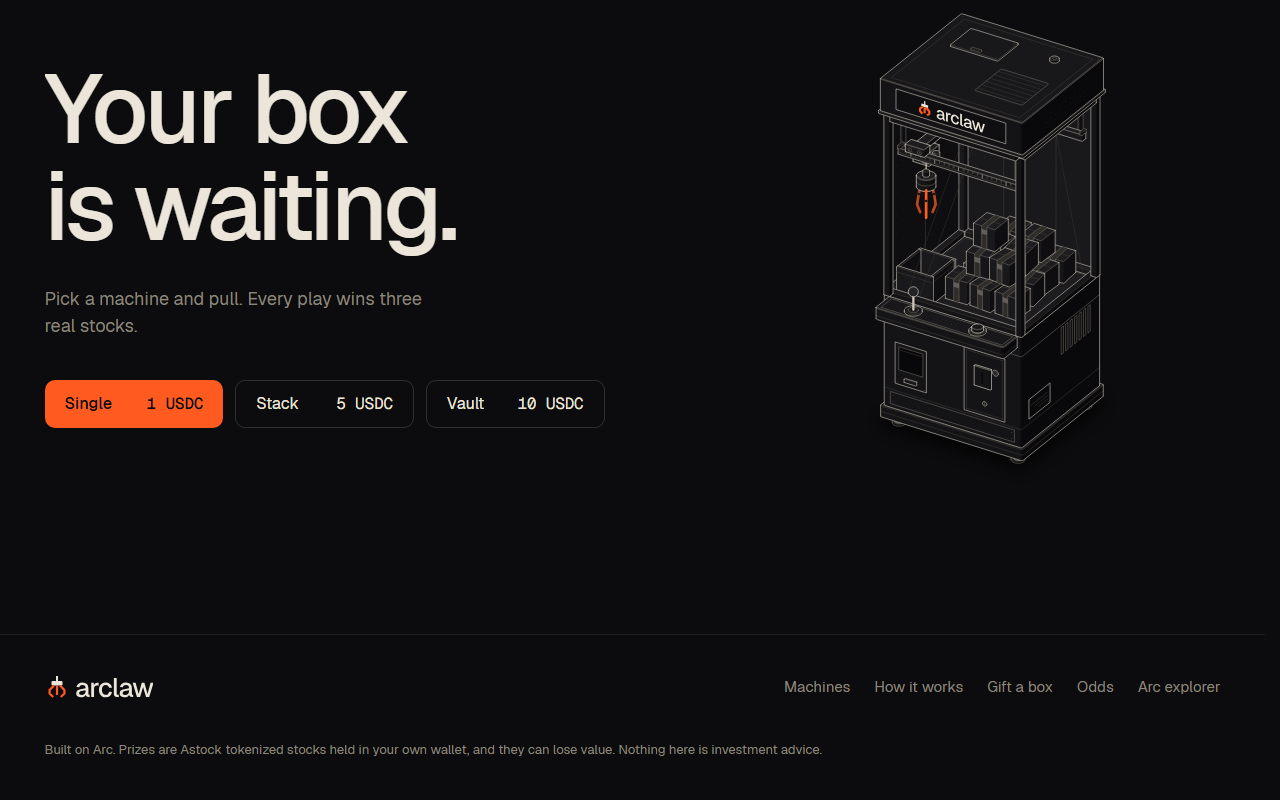 Your box
is waiting.
Pick a machine and pull. Every play wins three
real stocks.
Single 1 USDC
Stack 5 USDC
Vault 10 USDC
arclaw
arclaw
Machines
How it works
Gift a box
Odds
Arc explorer
Built on Arc. Prizes are Astock tokenized stocks held in your own wallet, and they can lose value. Nothing here is investment advice.